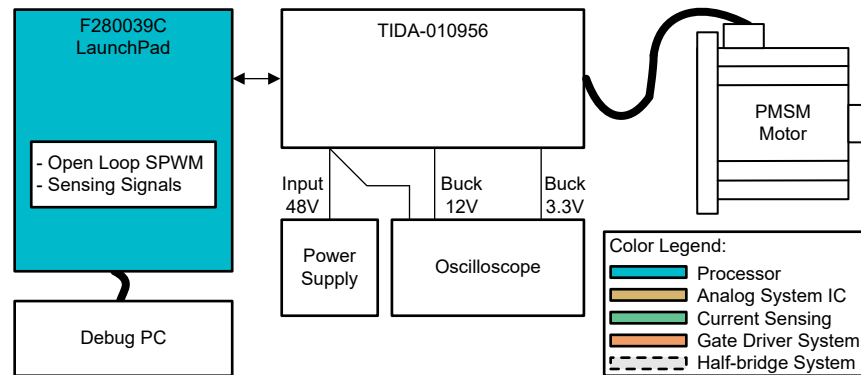 F280039C
LaunchPad
- Open Loop SPWM
- Sensing Signals
Debug PC
TIDA-010956
Input
48V
Buck
12V
Buck
3.3V
Power
Supply
Oscilloscope
PMSM
Motor
Color Legend:
Processor
Analog System IC
Current Sensing
Gate Driver System
Half-bridge System